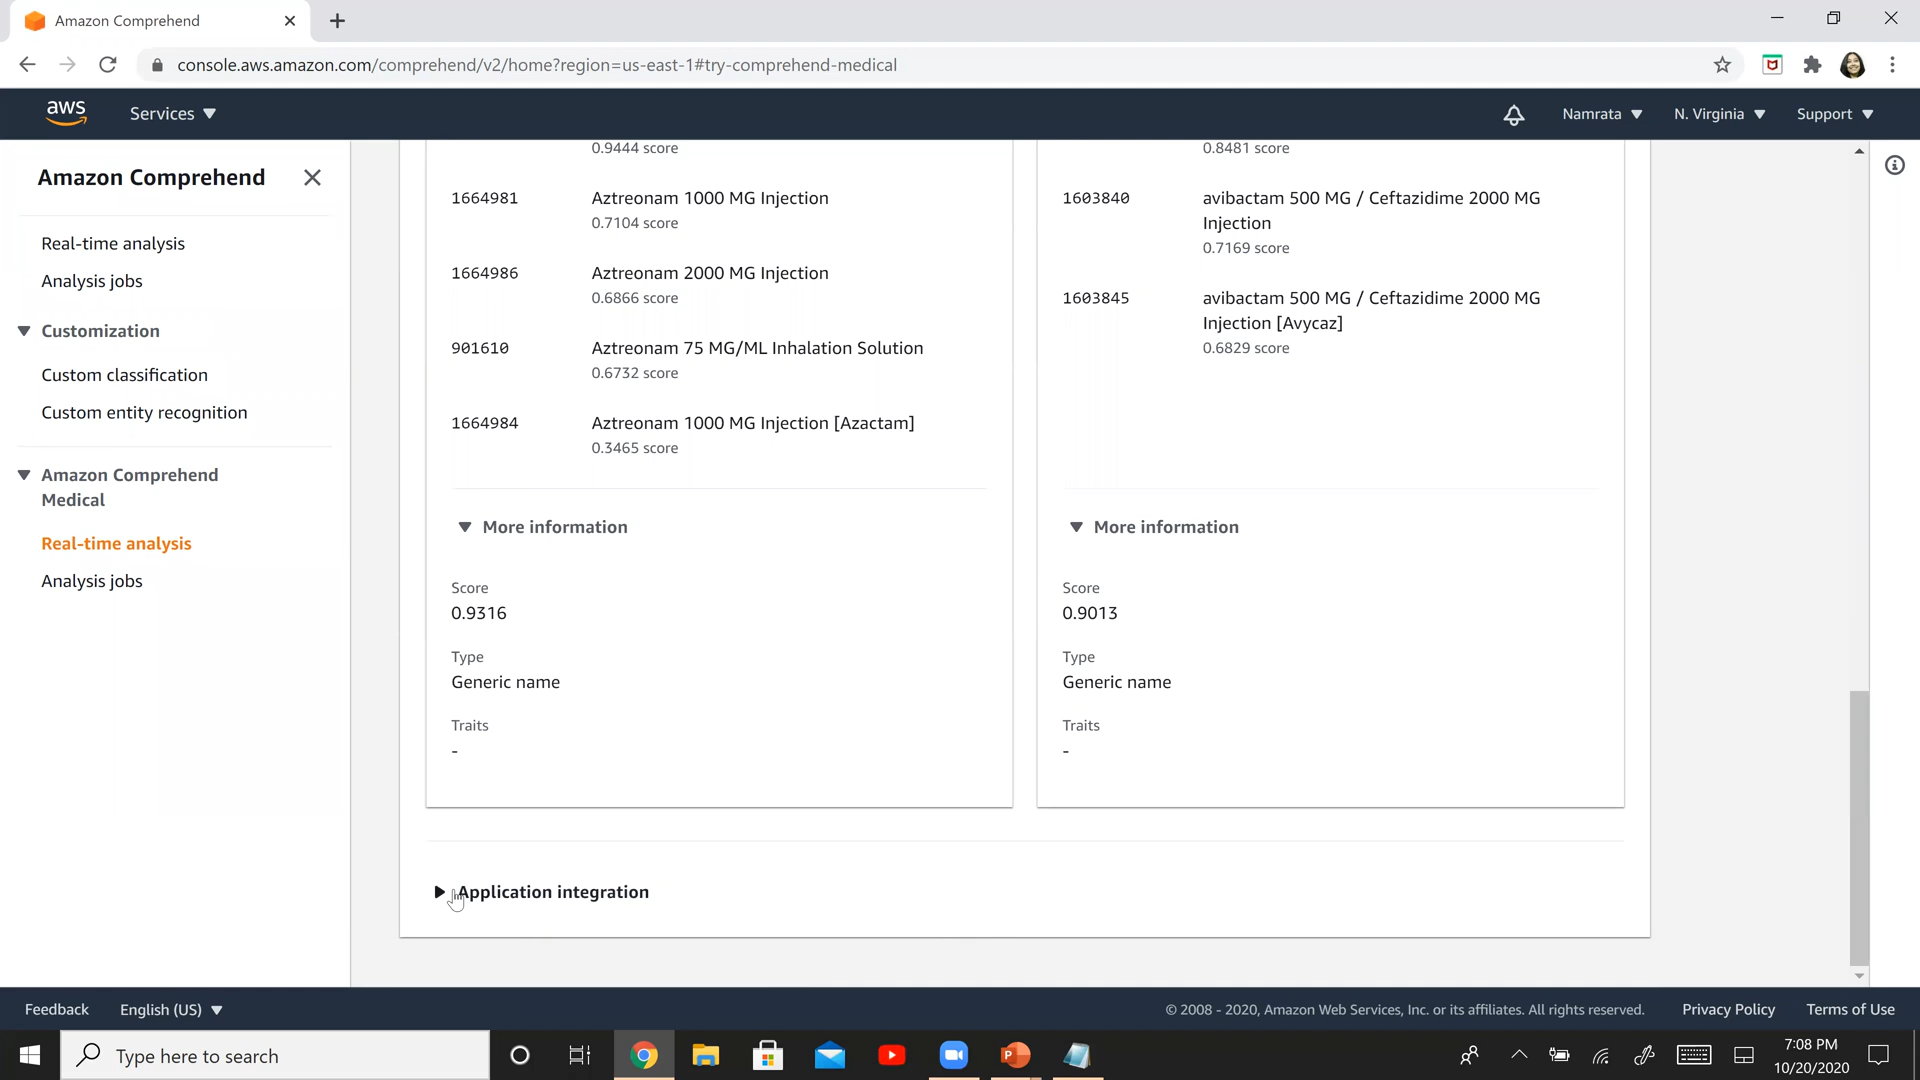 Amazon Comprehend
console.aws.amazon.com/comprehend/v2/home?region=us-east-1#try-comprehend-medical
aws
Services
Namrata
N. Virginia
Support
Amazon Comprehend
Real-time analysis
Analysis jobs
Customization
Custom classification
Custom entity recognition
Amazon Comprehend
Medical
Real-time analysis
Analysis jobs
0.9444 score
1664981 Aztreonam 1000 MG Injection
0.7104 score
1664986 Aztreonam 2000 MG Injection
0.6866 score
901610 Aztreonam 75 MG/ML Inhalation Solution
0.6732 score
1664984 Aztreonam 1000 MG Injection [Azactam]
0.3465 score
More information
Score
0.9316
Type
Generic name
Traits
-
0.8481 score
1603840 avibactam 500 MG / Ceftazidime 2000 MG
Injection
0.7169 score
1603845 avibactam 500 MG / Ceftazidime 2000 MG
Injection [Avycaz]
0.6829 score
More information
Score
0.9013
Type
Generic name
Traits
-
Application integration
Feedback
English (US)
© 2008 - 2020, Amazon Web Services, Inc. or its affiliates. All rights reserved.
Privacy Policy
Terms of Use
Type here to search
7:08 PM
10/20/2020